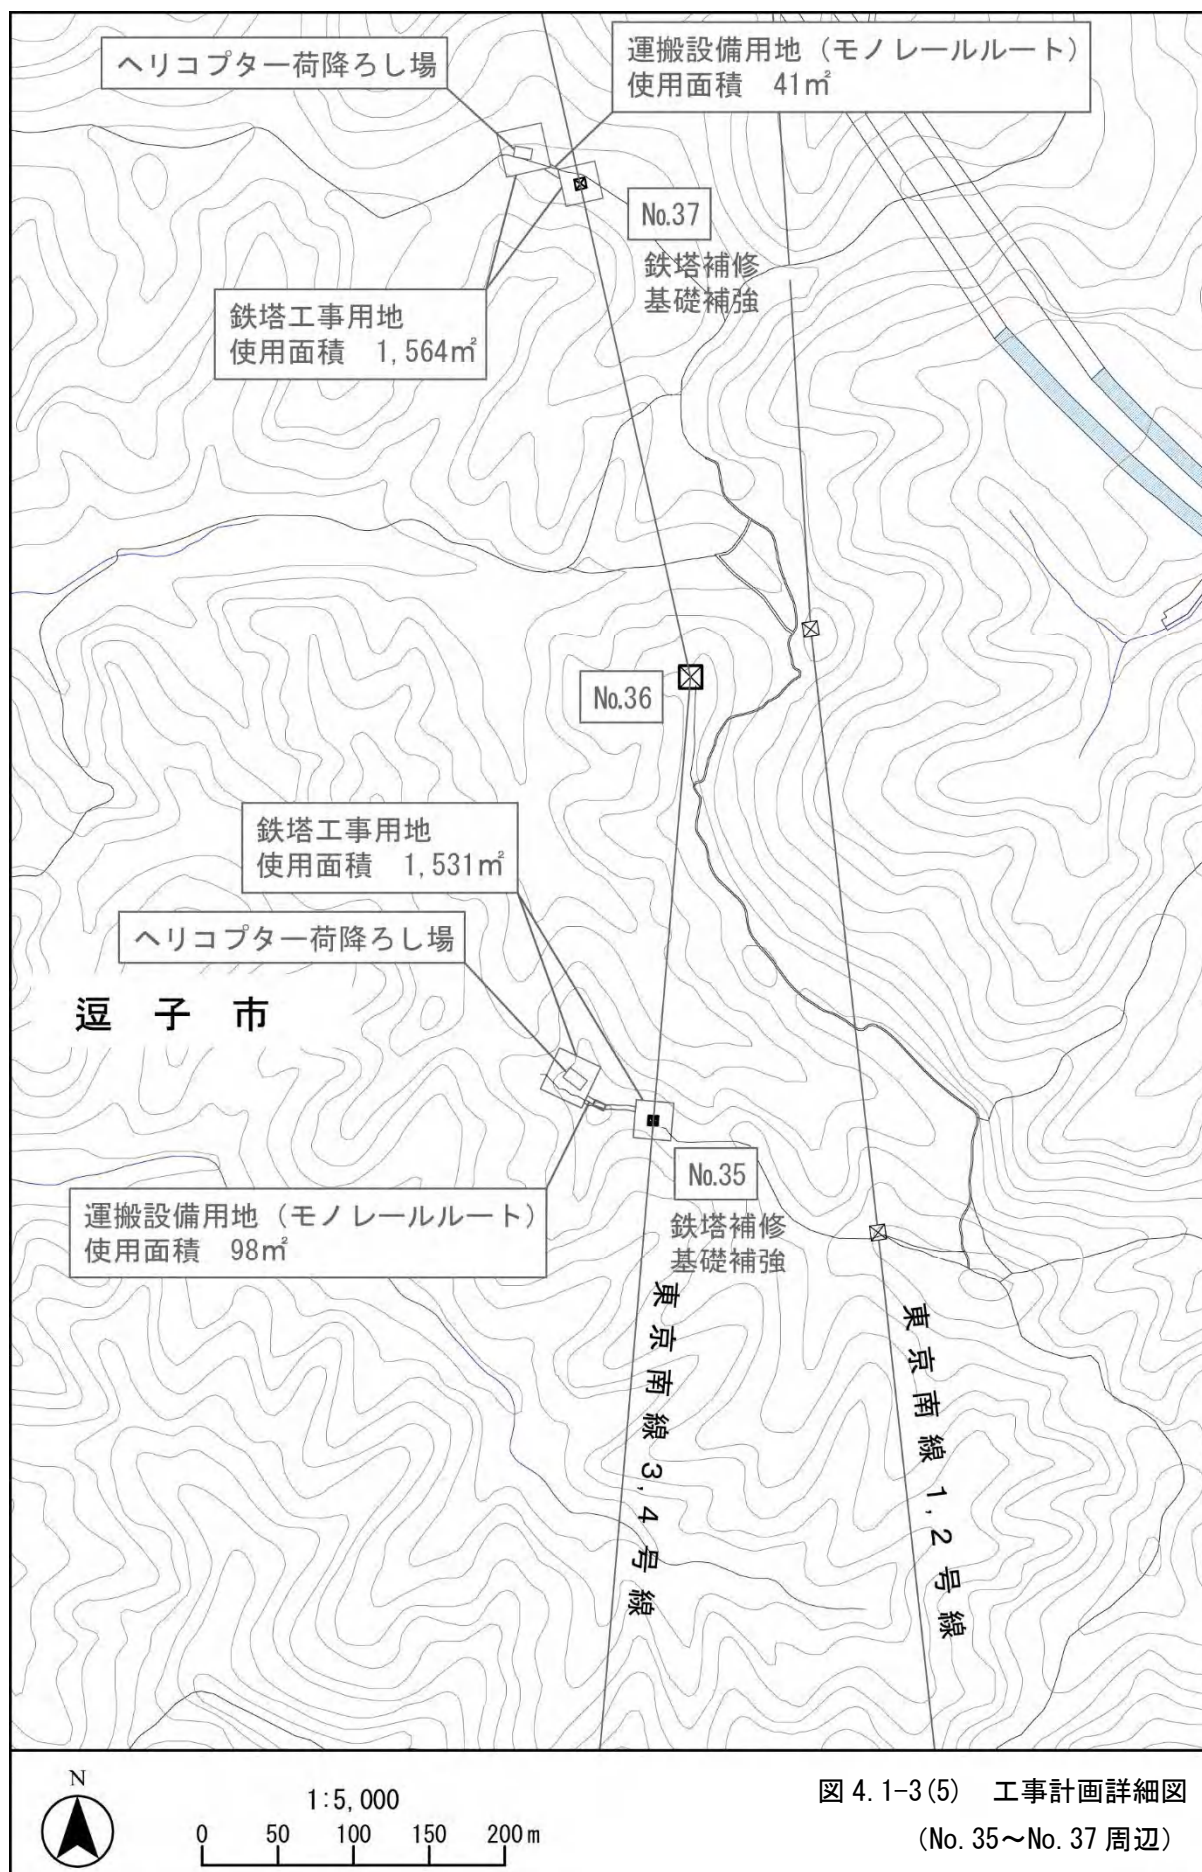 ヘリコプター荷降ろし場
運搬設備用地（モノレールルート）
使用面積　41㎡
No.37
鉄塔補修
基礎補強
鉄塔工事用地
使用面積　1,564㎡
No.36
鉄塔工事用地
使用面積　1,531㎡
ヘリコプター荷降ろし場
逗子市
No.35
鉄塔補修
基礎補強
運搬設備用地（モノレールルート）
使用面積　98㎡
東京南線3,4号線
東京南線1,2号線
N
1:5,000
0 50 100 150 200m
図 4.1-3(5)　工事計画詳細図
（No.35～No.37 周辺）